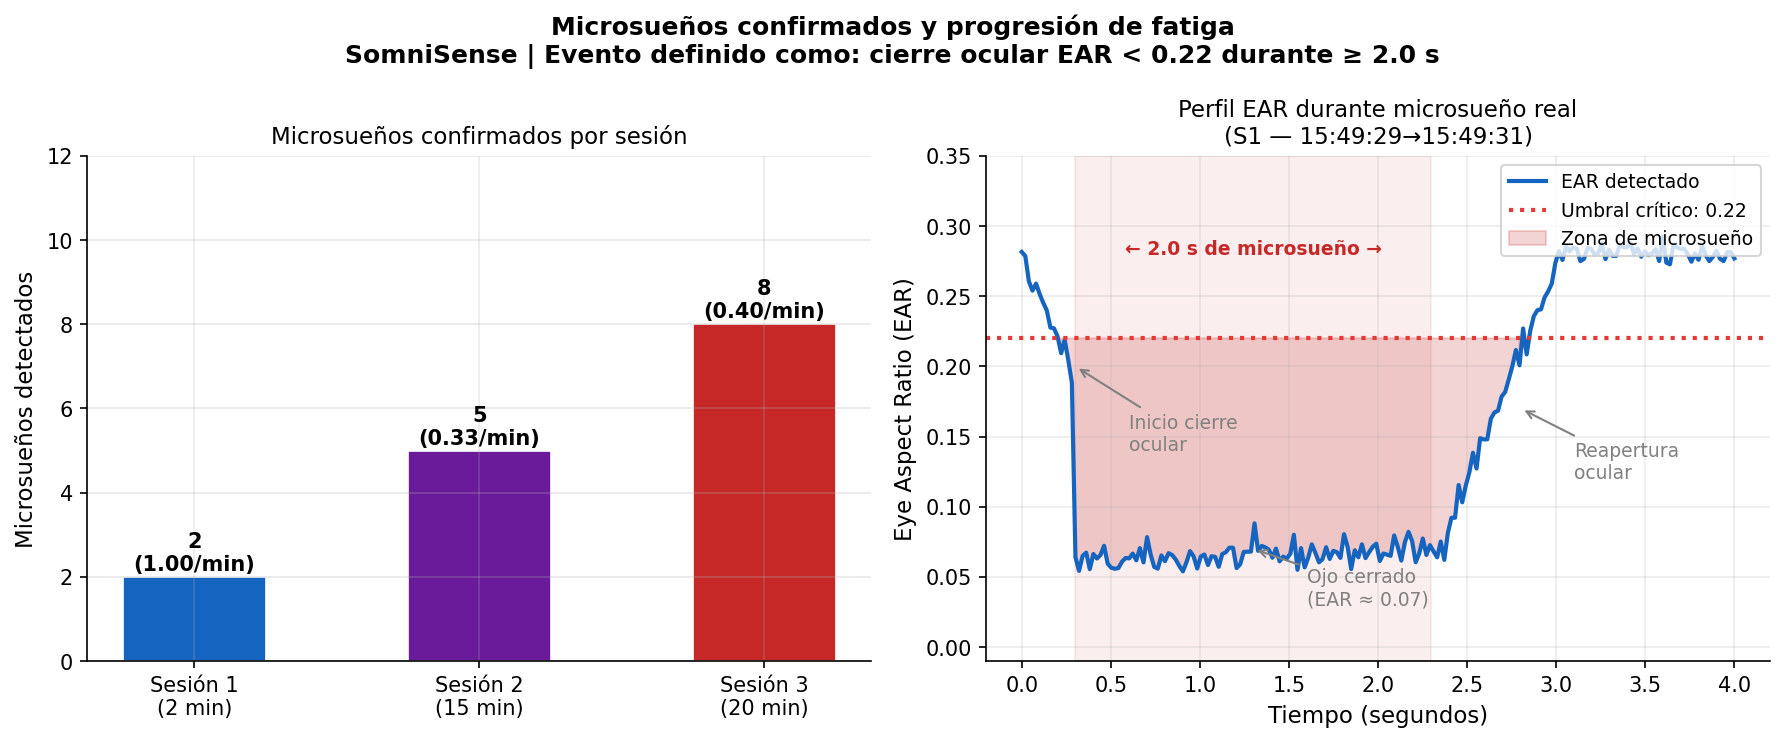 Microsueños confirmados y progresión de fatiga
SomniSense | Evento definido como: cierre ocular EAR < 0.22 durante ≥ 2.0 s
Microsueños confirmados por sesión
Microsueños detectados
12
10
8
6
4
2
0
2
(1.00/min)
5
(0.33/min)
8
(0.40/min)
Sesión 1
(2 min)
Sesión 2
(15 min)
Sesión 3
(20 min)
Perfil EAR durante microsueño real
(S1 — 15:49:29→15:49:31)
Eye Aspect Ratio (EAR)
0.35
0.30
0.25
0.20
0.15
0.10
0.05
0.00
EAR detectado
Umbral crítico: 0.22
Zona de microsueño
← 2.0 s de microsueño →
Inicio cierre
ocular
Reapertura
ocular
Ojo cerrado
(EAR ≈ 0.07)
0.0
0.5
1.0
1.5
2.0
2.5
3.0
3.5
4.0
Tiempo (segundos)